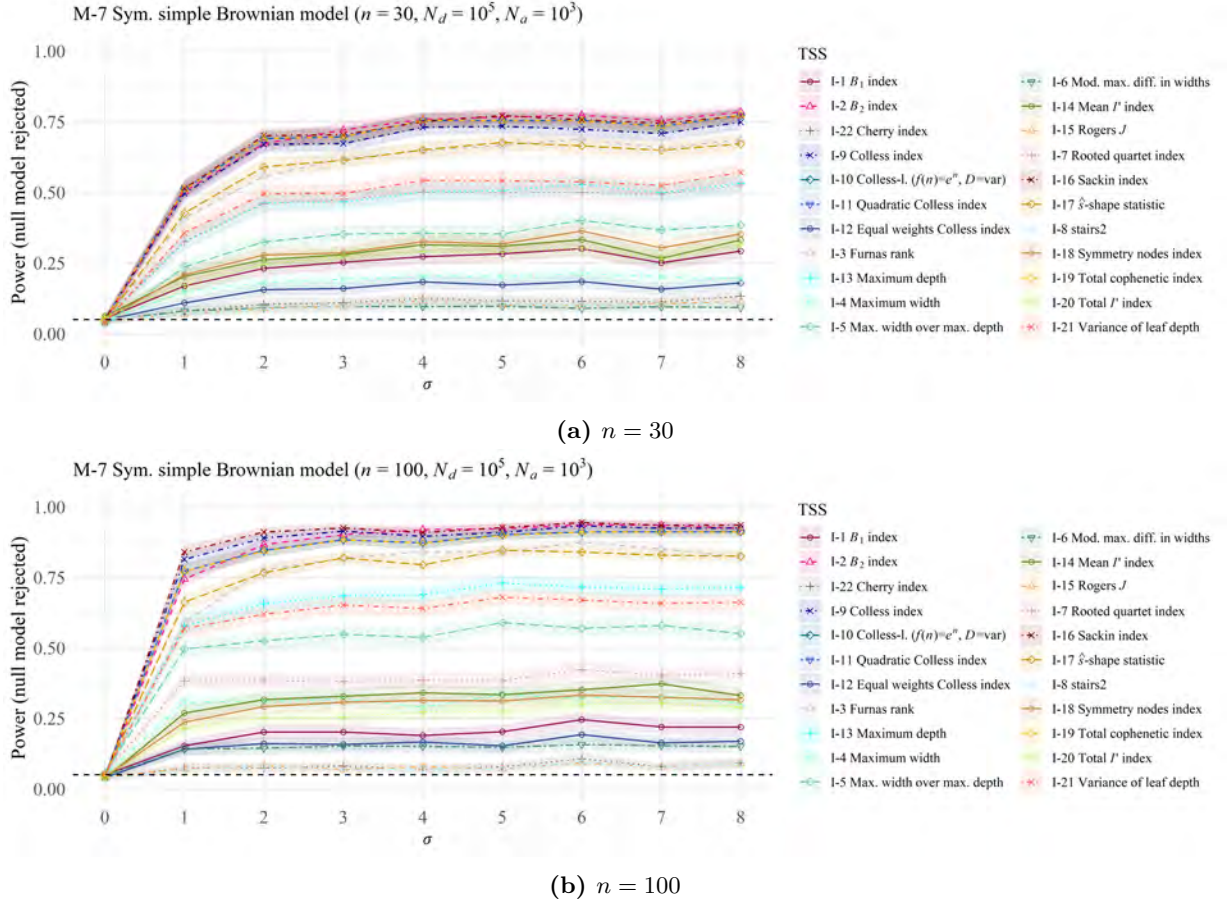 M-7 Sym. simple Brownian model (n = 30, N_d = 10^5, N_a = 10^3)
Power (null model rejected)
1.00
0.75
0.50
0.25
0.00
0 1 2 3 4 5 6 7 8
σ
TSS
I-1 B₁ index
I-2 B₂ index
I-22 Cherry index
I-9 Colless index
I-10 Colless-l. (f(n)=eⁿ, D=var)
I-11 Quadratic Colless index
I-12 Equal weights Colless index
I-3 Furnas rank
I-13 Maximum depth
I-4 Maximum width
I-5 Max. width over max. depth
I-6 Mod. max. diff. in widths
I-14 Mean I' index
I-15 Rogers J
I-7 Rooted quartet index
I-16 Sackin index
I-17 ŝ-shape statistic
I-8 stairs2
I-18 Symmetry nodes index
I-19 Total cophenetic index
I-20 Total I' index
I-21 Variance of leaf depth
(a) n = 30
M-7 Sym. simple Brownian model (n = 100, N_d = 10^5, N_a = 10^3)
Power (null model rejected)
1.00
0.75
0.50
0.25
0.00
0 1 2 3 4 5 6 7 8
σ
TSS
I-1 B₁ index
I-2 B₂ index
I-22 Cherry index
I-9 Colless index
I-10 Colless-l. (f(n)=eⁿ, D=var)
I-11 Quadratic Colless index
I-12 Equal weights Colless index
I-3 Furnas rank
I-13 Maximum depth
I-4 Maximum width
I-5 Max. width over max. depth
I-6 Mod. max. diff. in widths
I-14 Mean I' index
I-15 Rogers J
I-7 Rooted quartet index
I-16 Sackin index
I-17 ŝ-shape statistic
I-8 stairs2
I-18 Symmetry nodes index
I-19 Total cophenetic index
I-20 Total I' index
I-21 Variance of leaf depth
(b) n = 100